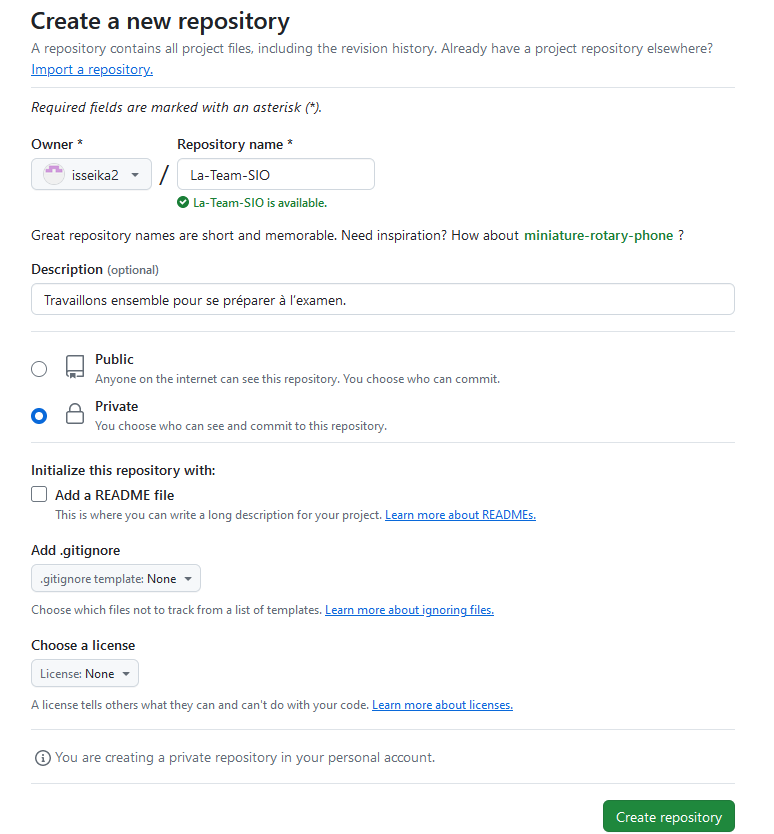 Create a new repository
A repository contains all project files, including the revision history. Already have a project repository elsewhere?
Import a repository.
Required fields are marked with an asterisk (*).
Owner * Repository name *
isseika2 / La-Team-SIO
La-Team-SIO is available.
Great repository names are short and memorable. Need inspiration? How about miniature-rotary-phone ?
Description (optional)
Travaillons ensemble pour se préparer à l'examen.
Public
Anyone on the internet can see this repository. You choose who can commit.
Private
You choose who can see and commit to this repository.
Initialize this repository with:
Add a README file
This is where you can write a long description for your project. Learn more about READMEs.
Add .gitignore
.gitignore template: None
Choose which files not to track from a list of templates. Learn more about ignoring files.
Choose a license
License: None
A license tells others what they can and can't do with your code. Learn more about licenses.
You are creating a private repository in your personal account.
Create repository